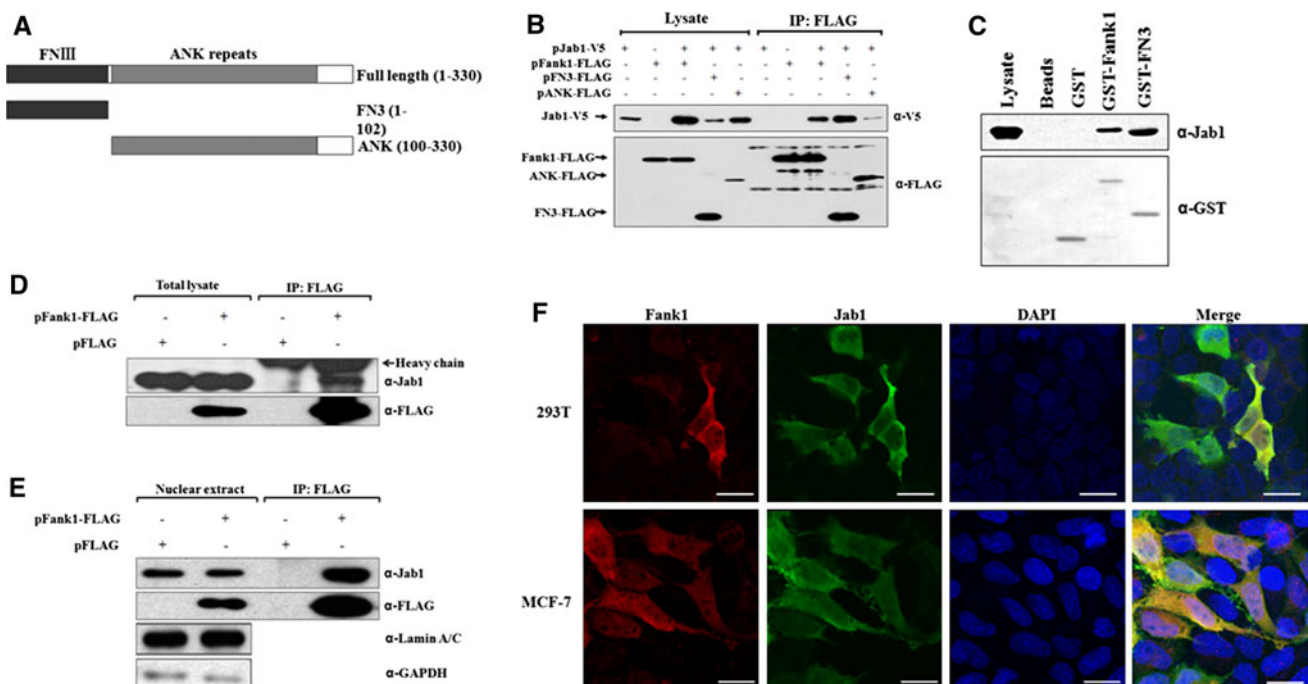 A
FNIII ANK repeats
Full length (1-330)
FN3 (1-
102)
ANK (100-330)
B
Lysate IP: FLAG
pJab1-V5 + - + + + + - + + +
pFank1-FLAG - + + - - - + + - -
pFN3-FLAG - - - + - - - - + -
pANK-FLAG - - - - + - - - - +
Jab1-V5 α-V5
Fank1-FLAG
ANK-FLAG
α-FLAG
FN3-FLAG
C
Lysate
Beads
GST
GST-Fank1
GST-FN3
α-Jab1
α-GST
D
Total lysate IP: FLAG
pFank1-FLAG - + - +
pFLAG + - + -
Heavy chain
α-Jab1
α-FLAG
E
Nuclear extract IP: FLAG
pFank1-FLAG - + - +
pFLAG + - + -
α-Jab1
α-FLAG
α-Lamin A/C
α-GAPDH
F
Fank1 Jab1 DAPI Merge
293T
MCF-7